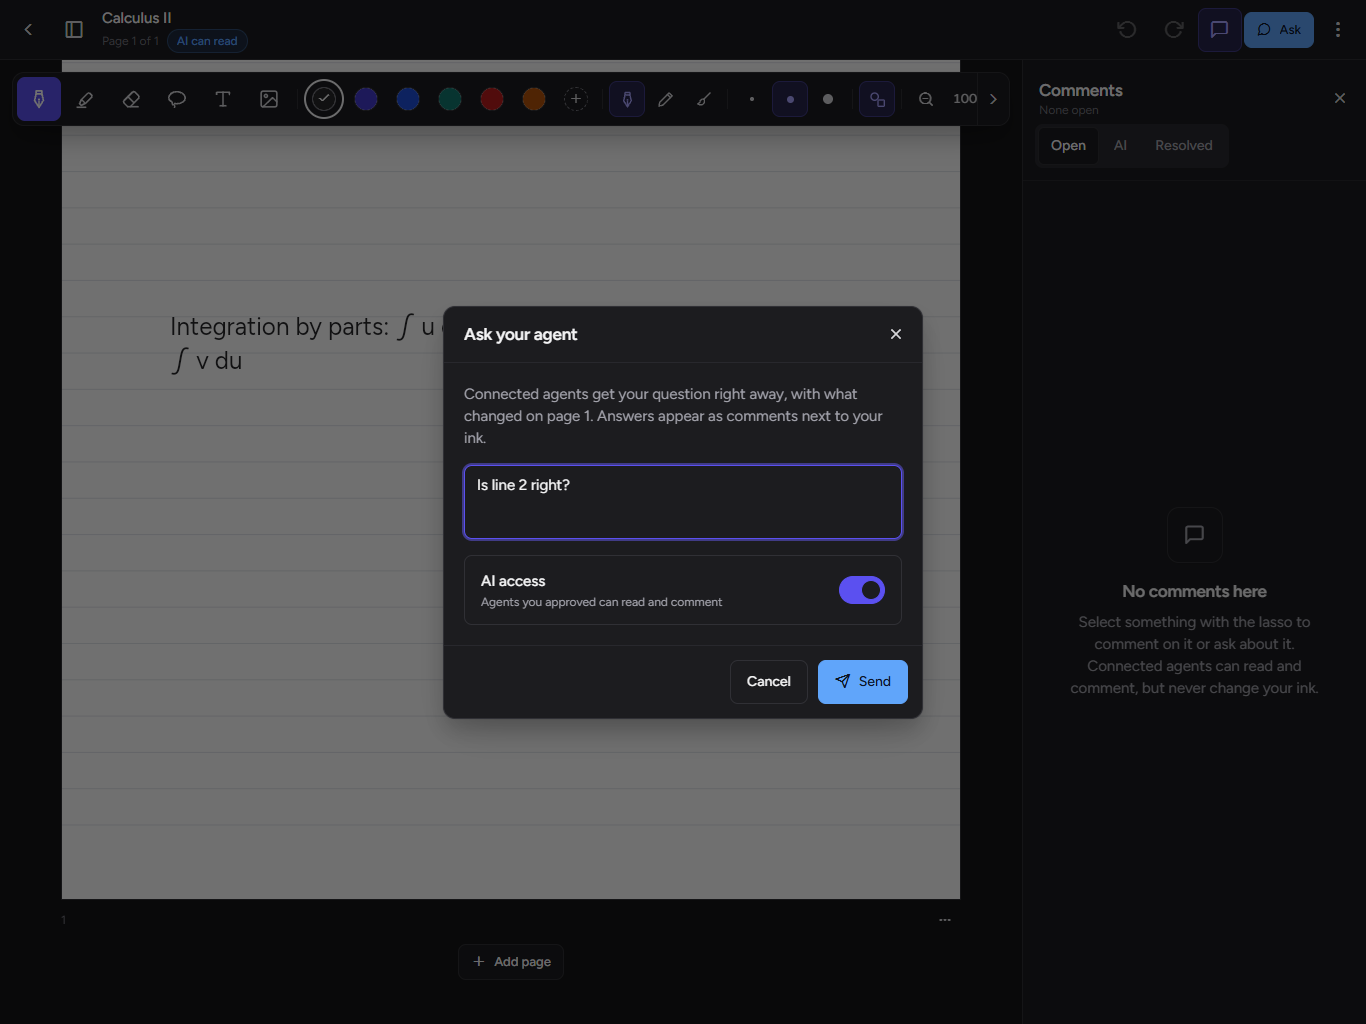 Calculus II
Page 1 of 1 AI can read
Ask
100
Comments
None open
Open AI Resolved
Integration by parts: ∫ u
∫ v du
Ask your agent
Connected agents get your question right away, with what
changed on page 1. Answers appear as comments next to your
ink.
Is line 2 right?
AI access
Agents you approved can read and comment
Cancel Send
No comments here
Select something with the lasso to
comment on it or ask about it.
Connected agents can read and
comment, but never change your ink.
1
Add page